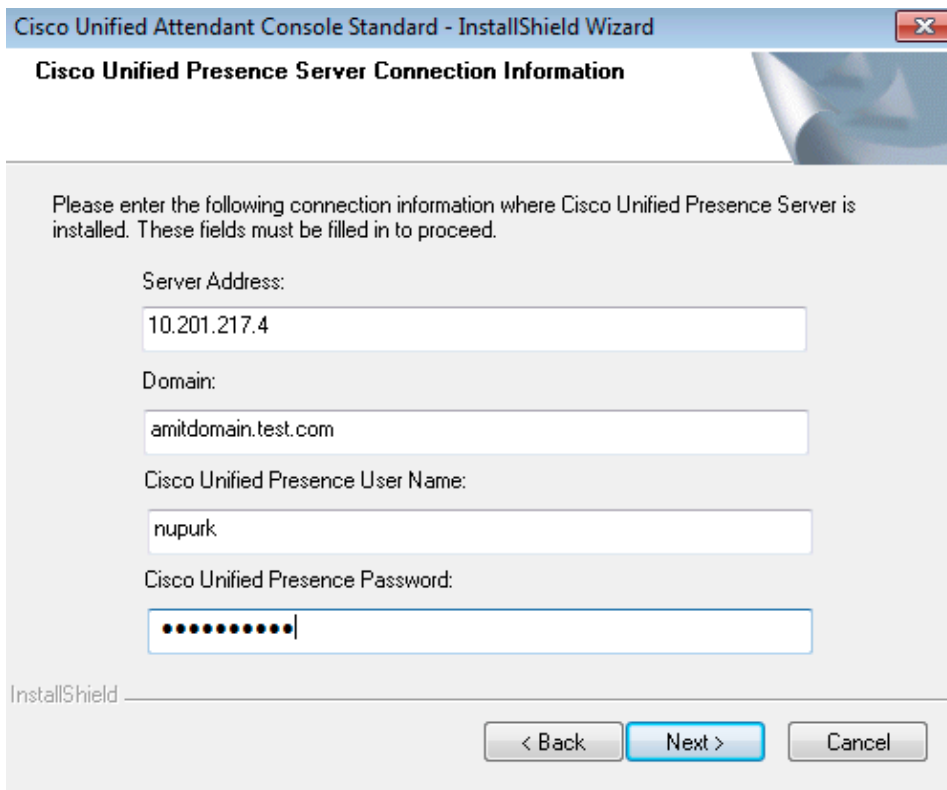 Cisco Unified Attendant Console Standard - InstallShield Wizard
Cisco Unified Presence Server Connection Information
Please enter the following connection information where Cisco Unified Presence Server is
installed. These fields must be filled in to proceed.
Server Address:
10.201.217.4
Domain:
amitdomain.test.com
Cisco Unified Presence User Name:
nupurk
Cisco Unified Presence Password:
●●●●●●●●●●
InstallShield
< Back
Next >
Cancel